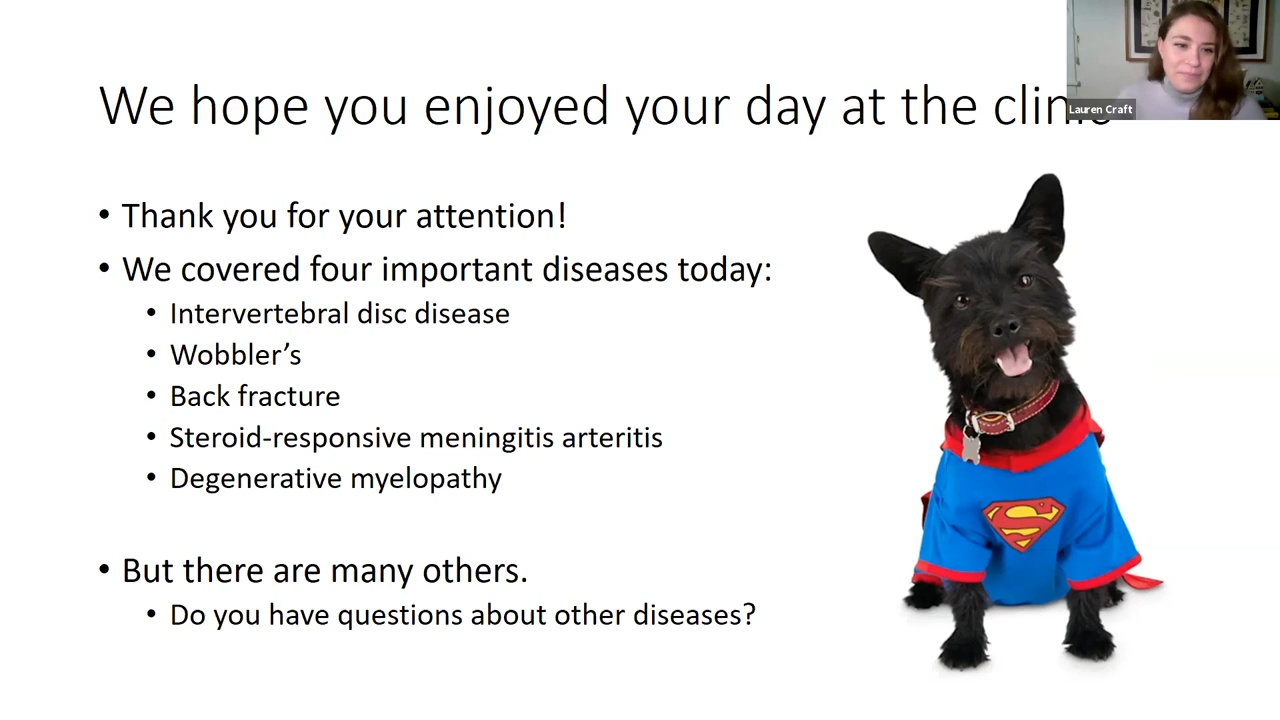 We hope you enjoyed your day at the clinic
Lauren Craft
• Thank you for your attention!
• We covered four important diseases today:
• Intervertebral disc disease
• Wobbler’s
• Back fracture
• Steroid-responsive meningitis arteritis
• Degenerative myelopathy
• But there are many others.
• Do you have questions about other diseases?